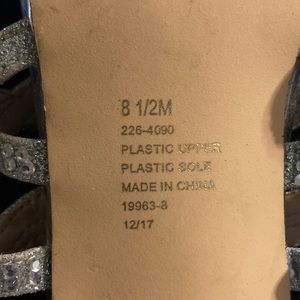 8 1/2M
226-4090
PLASTIC UPPER
PLASTIC SOLE
MADE IN CHINA
19963-8
12/17